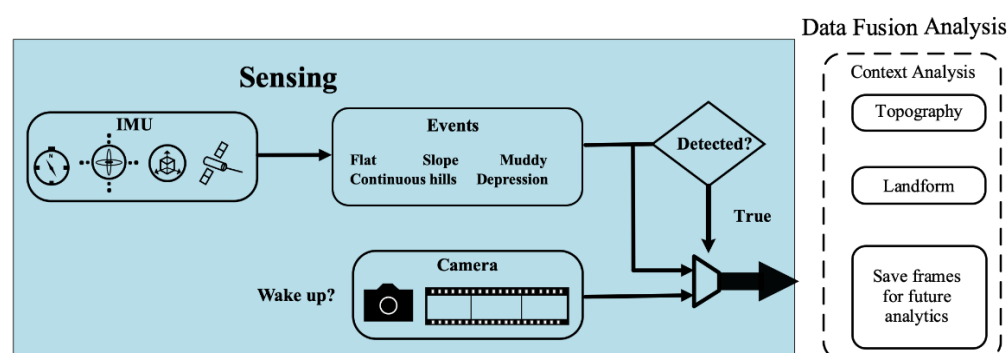 Data Fusion Analysis
Sensing
Context Analysis
IMU
N
Events
Flat Slope Muddy
Continuous hills Depression
Detected?
True
Topography
Landform
Camera
Wake up?
Save frames
for future
analytics